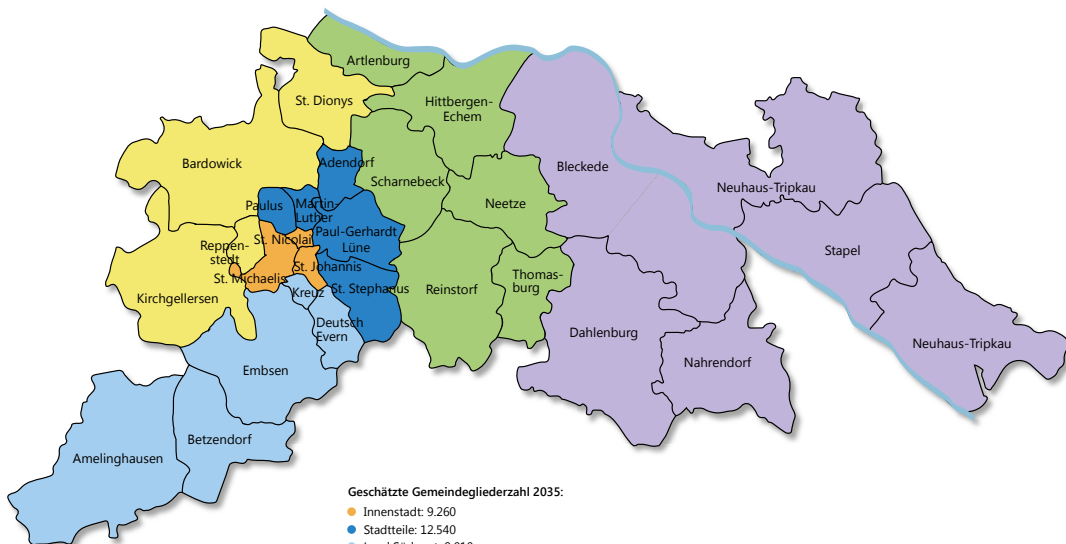 Artlenburg
St. Dionys
Hittbergen-
Echem
Bardowick
Adendorf
Bleckede
Scharnebeck
Neuhaus-Tripkau
Paulus
Martin-
Luther
Neetze
St. Nicolai
Paul-Gerhardt
Lüne
Reppen-
stedt
Stapel
St. Johannis
St. Michaelis
Thomas-
burg
Kirchgellersen
Kreuz
St. Stephanus
Reinstorf
Deutsch
Evern
Dahlenburg
Neuhaus-Tripkau
Nahrendorf
Embsen
Betzendorf
Amelinghausen
Geschätzte Gemeindegliederzahl 2035:
Innenstadt: 9.260
Stadtteile: 12.540